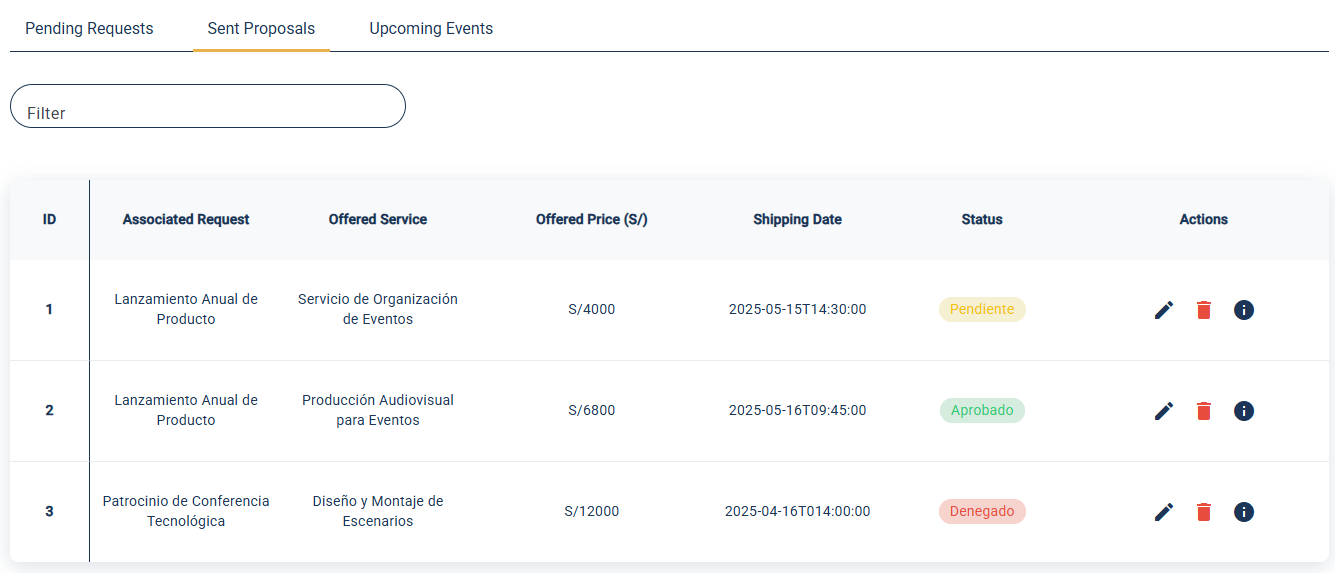 Pending Requests Sent Proposals Upcoming Events
Filter
ID Associated Request Offered Service Offered Price (S/) Shipping Date Status Actions
1 Lanzamiento Anual de Producto Servicio de Organización de Eventos S/4000 2025-05-15T14:30:00 Pendiente
2 Lanzamiento Anual de Producto Producción Audiovisual para Eventos S/6800 2025-05-16T09:45:00 Aprobado
3 Patrocinio de Conferencia Tecnológica Diseño y Montaje de Escenarios S/12000 2025-04-16T014:00:00 Denegado